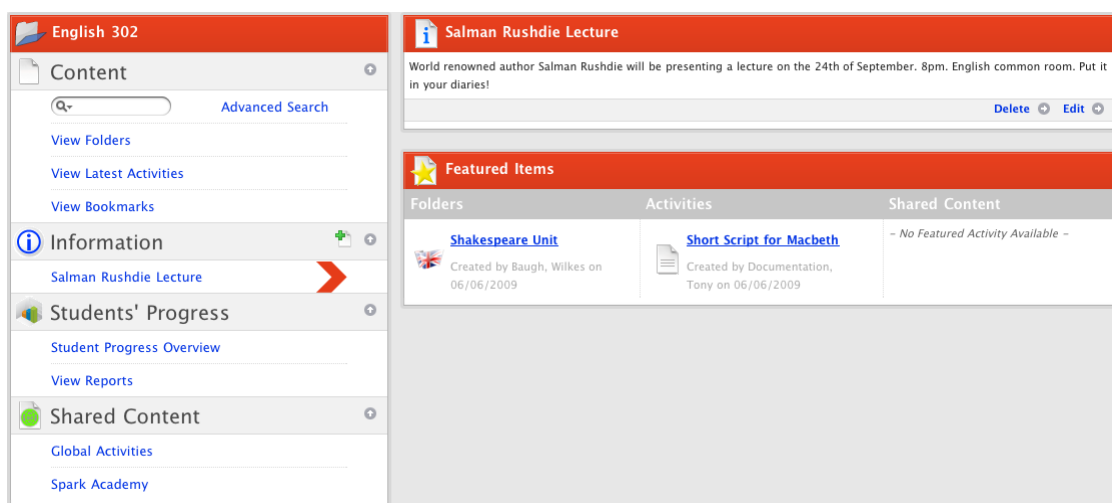 English 302
Content
Advanced Search
View Folders
View Latest Activities
View Bookmarks
Information
Salman Rushdie Lecture
Students' Progress
Student Progress Overview
View Reports
Shared Content
Global Activities
Spark Academy
Salman Rushdie Lecture
World renowned author Salman Rushdie will be presenting a lecture on the 24th of September. 8pm. English common room. Put it
in your diaries!
Delete Edit
Featured Items
Folders Activities Shared Content
Shakespeare Unit
Created by Baugh, Wilkes on
06/06/2009
Short Script for Macbeth
Created by Documentation,
Tony on 06/06/2009
- No Featured Activity Available -